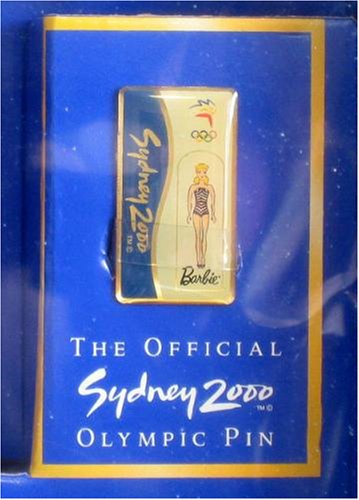 Sydney 2000
TM ©
Barbie
THE OFFICIAL
Sydney 2000
TM ©
OLYMPIC PIN